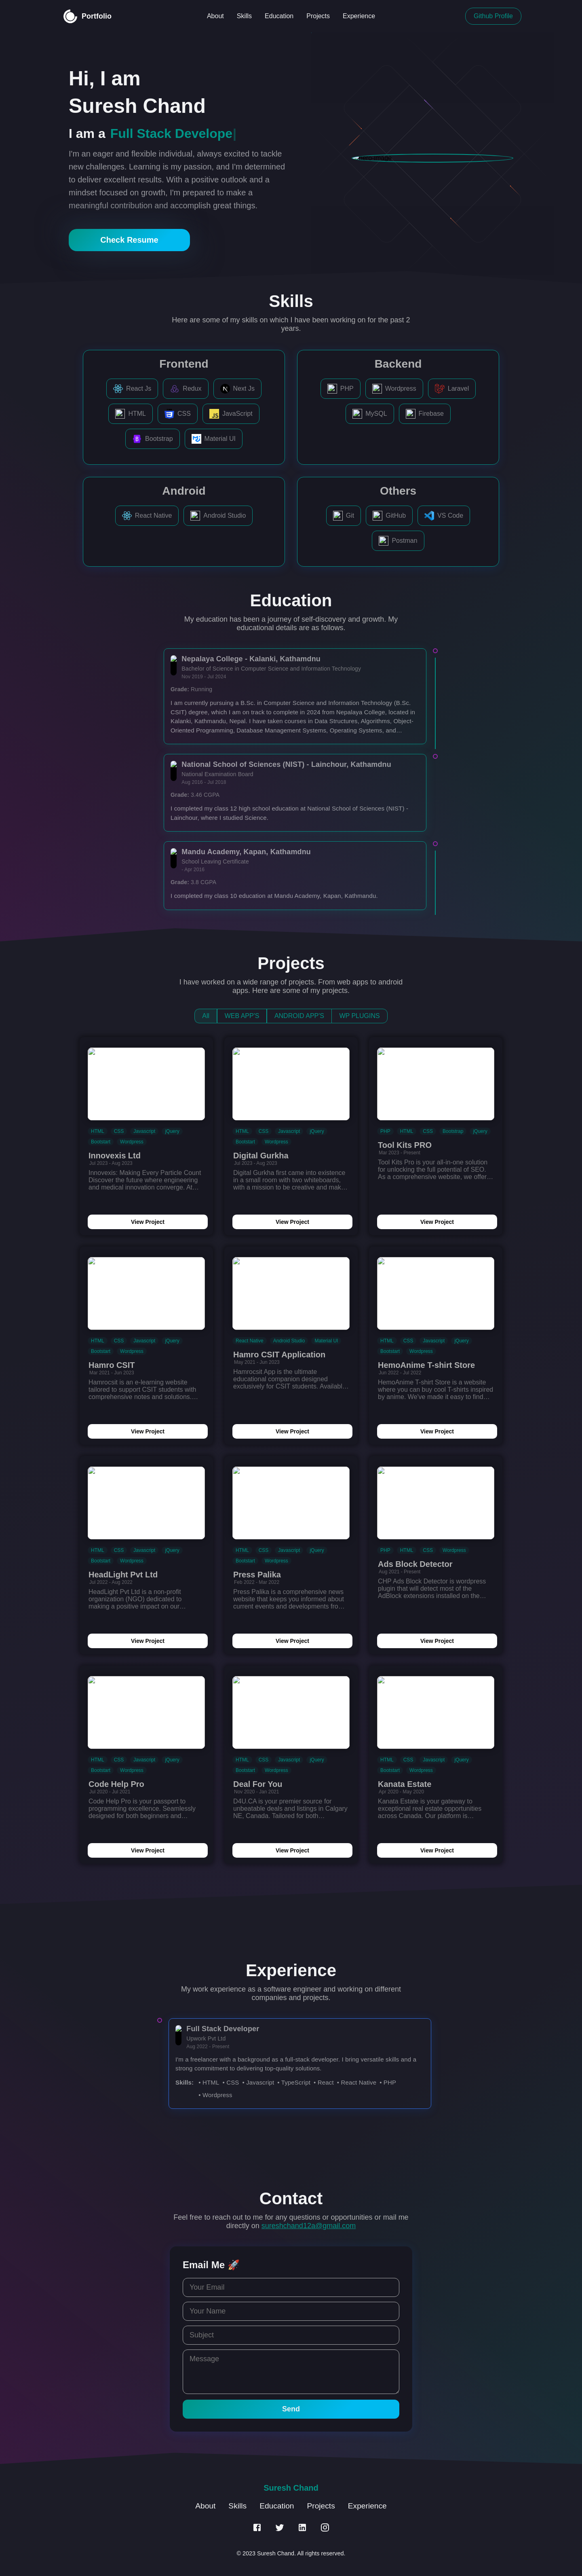 Portfolio
About
Skills
Education
Projects
Experience
Github Profile
Hi, I am
Suresh Chand
I am a Full Stack Develope|
I'm an eager and flexible individual, always excited to tackle
new challenges. Learning is my passion, and I'm determined
to deliver excellent results. With a positive outlook and a
mindset focused on growth, I'm prepared to make a
meaningful contribution and accomplish great things.
Check Resume
Skills
Here are some of my skills on which I have been working on for the past 2
years.
Frontend
React Js
Redux
Next Js
HTML
CSS
JavaScript
Bootstrap
Material UI
Backend
PHP
Wordpress
Laravel
MySQL
Firebase
Android
React Native
Android Studio
Others
Git
GitHub
VS Code
Postman
Education
My education has been a journey of self-discovery and growth. My
educational details are as follows.
Nepalaya College - Kalanki, Kathamdnu
Bachelor of Science in Computer Science and Information Technology
Nov 2019 - Jul 2024
Grade: Running
I am currently pursuing a B.Sc. in Computer Science and Information Technology (B.Sc.
CSIT) degree, which I am on track to complete in 2024 from Nepalaya College, located in
Kalanki, Kathmandu, Nepal. I have taken courses in Data Structures, Algorithms, Object-
Oriented Programming, Database Management Systems, Operating Systems, and...
National School of Sciences (NIST) - Lainchour, Kathamdnu
National Examination Board
Aug 2016 - Jul 2018
Grade: 3.46 CGPA
I completed my class 12 high school education at National School of Sciences (NIST) -
Lainchour, where I studied Science.
Mandu Academy, Kapan, Kathamdnu
School Leaving Certificate
- Apr 2016
Grade: 3.8 CGPA
I completed my class 10 education at Mandu Academy, Kapan, Kathmandu.
Projects
I have worked on a wide range of projects. From web apps to android
apps. Here are some of my projects.
All
WEB APP'S
ANDROID APP'S
WP PLUGINS
HTML CSS Javascript jQuery
Bootstart Wordpress
Innovexis Ltd
Jul 2023 - Aug 2023
Innovexis: Making Every Particle Count
Discover the future where engineering
and medical innovation converge. At...
View Project
HTML CSS Javascript jQuery
Bootstart Wordpress
Digital Gurkha
Jul 2023 - Aug 2023
Digital Gurkha first came into existence
in a small room with two whiteboards,
with a mission to be creative and mak...
View Project
PHP HTML CSS Bootstrap jQuery
Tool Kits PRO
Mar 2023 - Present
Tool Kits Pro is your all-in-one solution
for unlocking the full potential of SEO.
As a comprehensive website, we offer...
View Project
HTML CSS Javascript jQuery
Bootstart Wordpress
Hamro CSIT
Mar 2021 - Jun 2023
Hamrocsit is an e-learning website
tailored to support CSIT students with
comprehensive notes and solutions....
View Project
React Native Android Studio Material UI
Hamro CSIT Application
May 2021 - Jun 2023
Hamrocsit App is the ultimate
educational companion designed
exclusively for CSIT students. Availabl...
View Project
HTML CSS Javascript jQuery
Bootstart Wordpress
HemoAnime T-shirt Store
Jun 2022 - Jul 2022
HemoAnime T-shirt Store is a website
where you can buy cool T-shirts inspired
by anime. We've made it easy to find...
View Project
HTML CSS Javascript jQuery
Bootstart Wordpress
HeadLight Pvt Ltd
Jul 2022 - Aug 2022
HeadLight Pvt Ltd is a non-profit
organization (NGO) dedicated to
making a positive impact on our...
View Project
HTML CSS Javascript jQuery
Bootstart Wordpress
Press Palika
Feb 2022 - Mar 2022
Press Palika is a comprehensive news
website that keeps you informed about
current events and developments fro...
View Project
PHP HTML CSS Wordpress
Ads Block Detector
Aug 2021 - Present
CHP Ads Block Detector is wordpress
plugin that will detect most of the
AdBlock extensions installed on the...
View Project
HTML CSS Javascript jQuery
Bootstart Wordpress
Code Help Pro
Jul 2020 - Jul 2021
Code Help Pro is your passport to
programming excellence. Seamlessly
designed for both beginners and...
View Project
HTML CSS Javascript jQuery
Bootstart Wordpress
Deal For You
Nov 2020 - Jan 2021
D4U.CA is your premier source for
unbeatable deals and listings in Calgary
NE, Canada. Tailored for both...
View Project
HTML CSS Javascript jQuery
Bootstart Wordpress
Kanata Estate
Apr 2020 - May 2020
Kanata Estate is your gateway to
exceptional real estate opportunities
across Canada. Our platform is...
View Project
Experience
My work experience as a software engineer and working on different
companies and projects.
Full Stack Developer
Upwork Pvt Ltd
Aug 2022 - Present
I'm a freelancer with a background as a full-stack developer. I bring versatile skills and a
strong commitment to delivering top-quality solutions.
Skills: • HTML • CSS • Javascript • TypeScript • React • React Native • PHP
• Wordpress
Contact
Feel free to reach out to me for any questions or opportunities or mail me
directly on sureshchand12a@gmail.com
Email Me 🚀
Your Email
Your Name
Subject
Message
Send
Suresh Chand
About
Skills
Education
Projects
Experience
© 2023 Suresh Chand. All rights reserved.